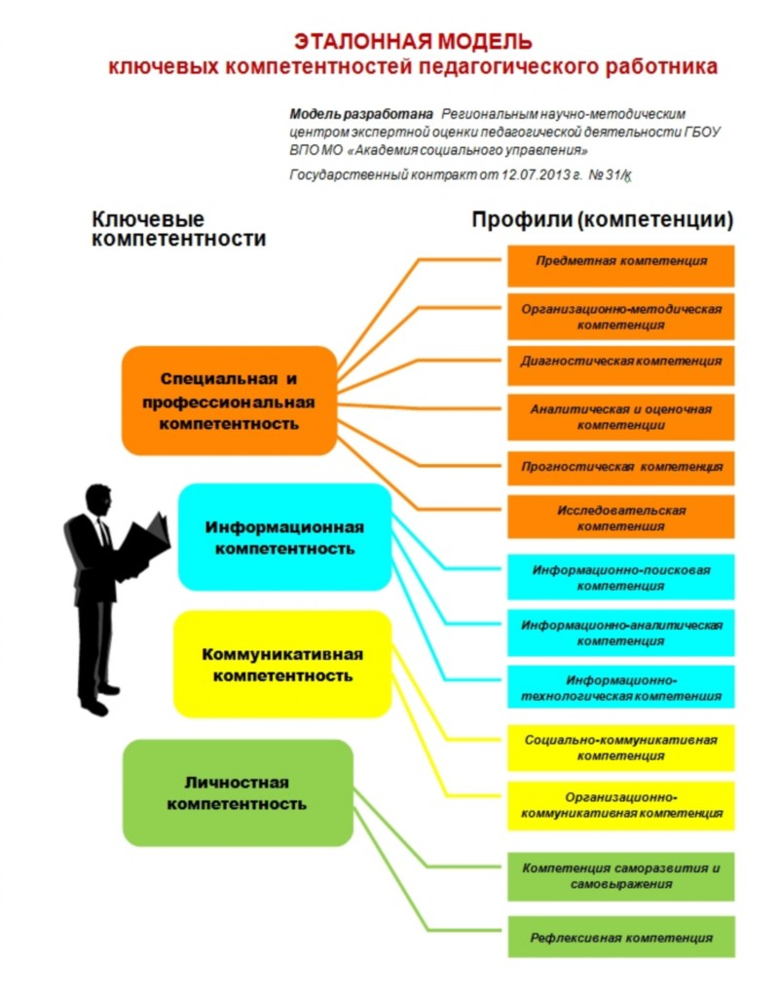 ЭТАЛОННАЯ МОДЕЛЬ
ключевых компетентностей педагогического работника
Модель разработана Региональным научно-методическим
центром экспертной оценки педагогической деятельности ГБОУ
ВПО МО «Академия социального управления»
Государственный контракт от 12.07.2013 г. № 31/қ
Ключевые
компетентности
Профили (компетенции)
Специальная и
профессиональная
компетентность
Предметная компетенция
Организационно-методическая
компетенция
Диагностическая компетенция
Аналитическая и оценочная
компетенции
Прогностическая компетенция
Исследовательская
компетенция
Информационная
компетентность
Информационно-поисковая
компетенция
Информационно-аналитическая
компетенция
Информационно-
технологическая компетенция
Коммуникативная
компетентность
Социально-коммуникативная
компетенция
Организационно-
коммуникативная компетенция
Личностная
компетентность
Компетенция саморазвития и
самовыражения
Рефлексивная компетенция